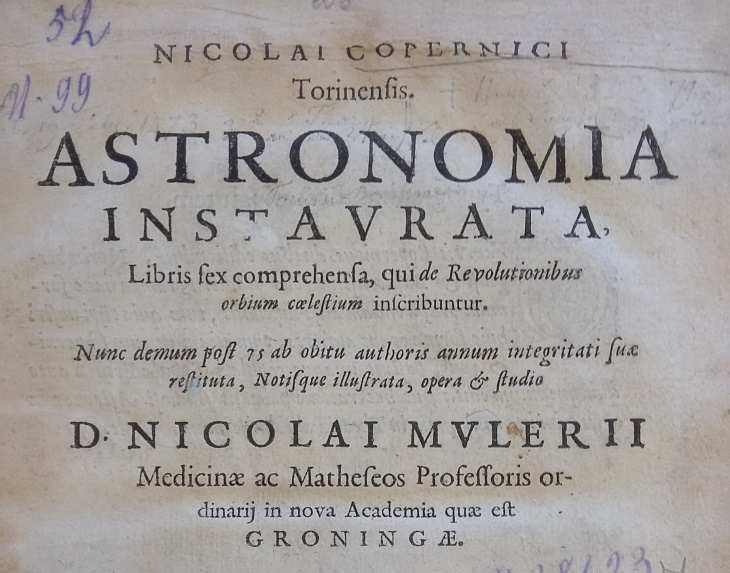 52
N. 99
NICOLAI COPERNICI
Torinenſis.
ASTRONOMIA
INSTAVRATA,
Libris ſex comprehenſa, qui de Revolutionibus
orbium cæleſtium inſcribuntur.
Nunc demum poſt 75 ab obitu authoris annum integritati ſuæ
reſtituta, Notiſque illuſtrata, opera & ſtudio
D. NICOLAI MVLERII
Medicinæ ac Matheſeos Profeſſoris or-
dinarij in nova Academia quæ eſt
GRONINGÆ.